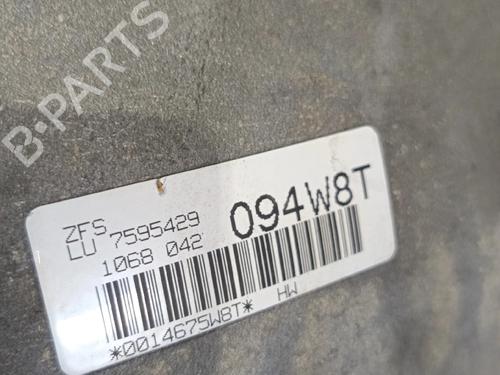 B-PARTS
ZFS
LU 7595429 094W8T
1068 042
*0014675W8T* HW